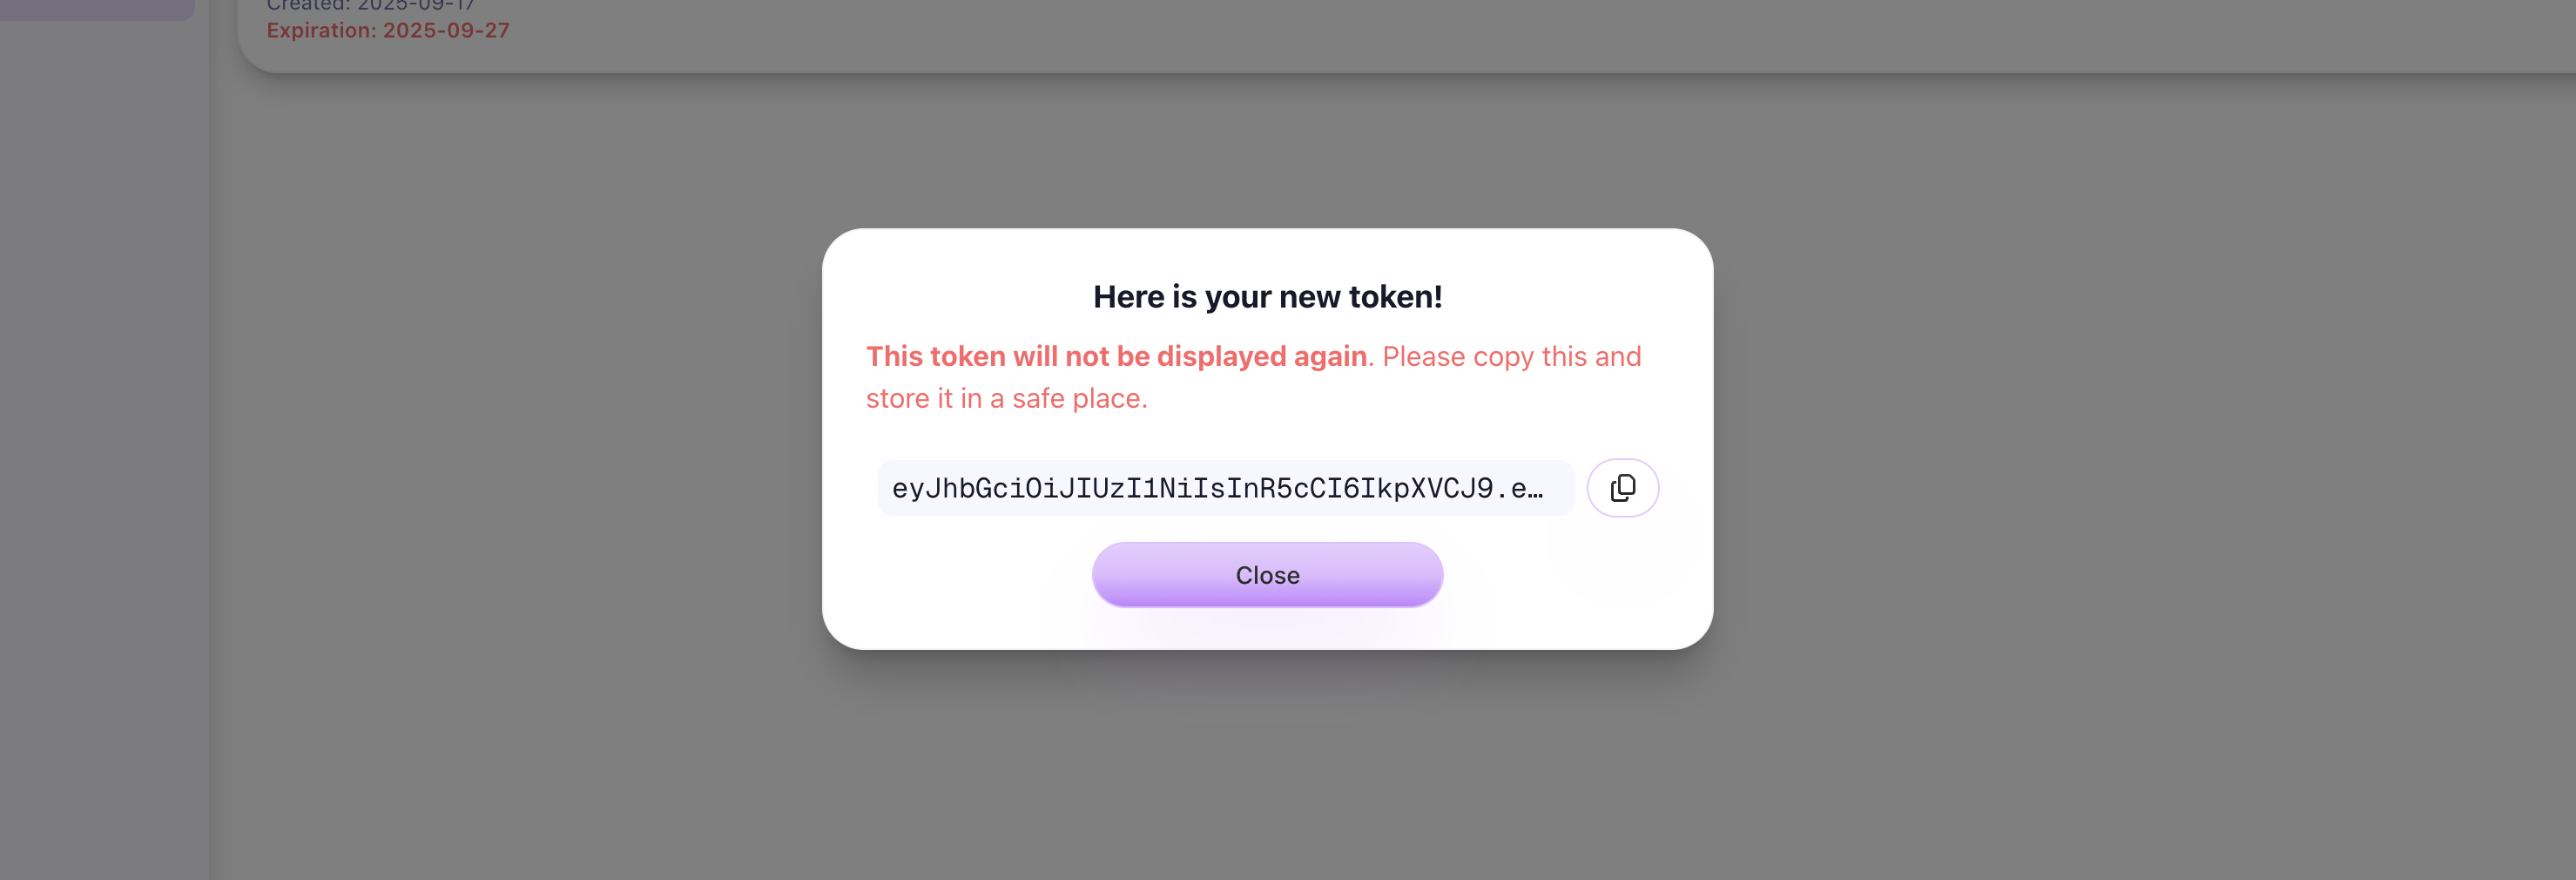 Created: 2025-09-17
Expiration: 2025-09-27
Here is your new token!
This token will not be displayed again. Please copy this and
store it in a safe place.
eyJhbGciOiJIUzI1NiIsInR5cCI6IkpXVCJ9.e…
Close